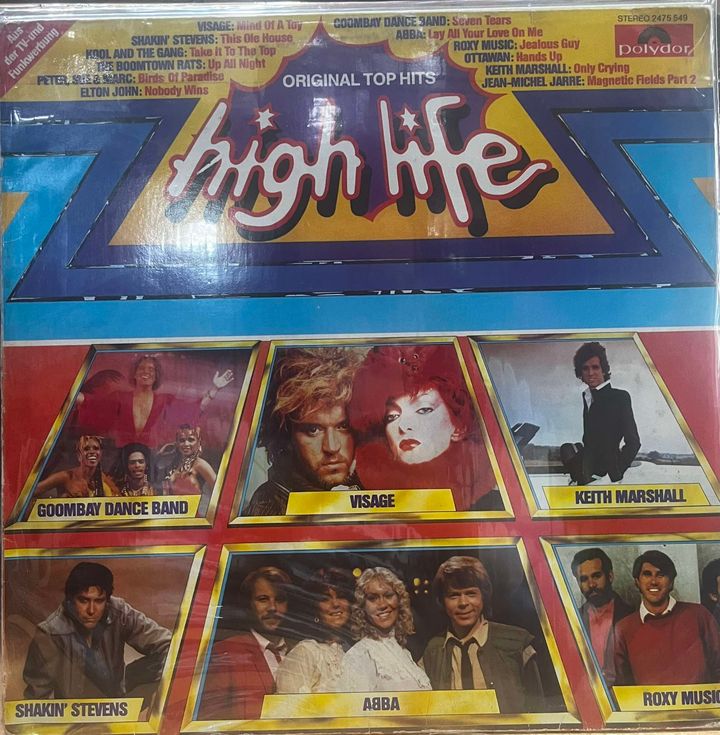 Aus
der TV-und
Funkwerbung
VISAGE: Mind Of A Toy
SHAKIN' STEVENS: This Ole House
KOOL AND THE GANG: Take It To The Top
THE BOOMTOWN RATS: Up All Night
PETER, SUE & MARC: Birds Of Paradise
ELTON JOHN: Nobody Wins
GOOMBAY DANCE BAND: Seven Tears
ABBA: Lay All Your Love On Me
ROXY MUSIC: Jealous Guy
OTTAWAN: Hands Up
KEITH MARSHALL: Only Crying
JEAN-MICHEL JARRE: Magnetic Fields Part 2
STEREO 2475 549
polydor
ORIGINAL TOP HITS
high life
GOOMBAY DANCE BAND
VISAGE
KEITH MARSHALL
SHAKIN' STEVENS
ABBA
ROXY MUSIC